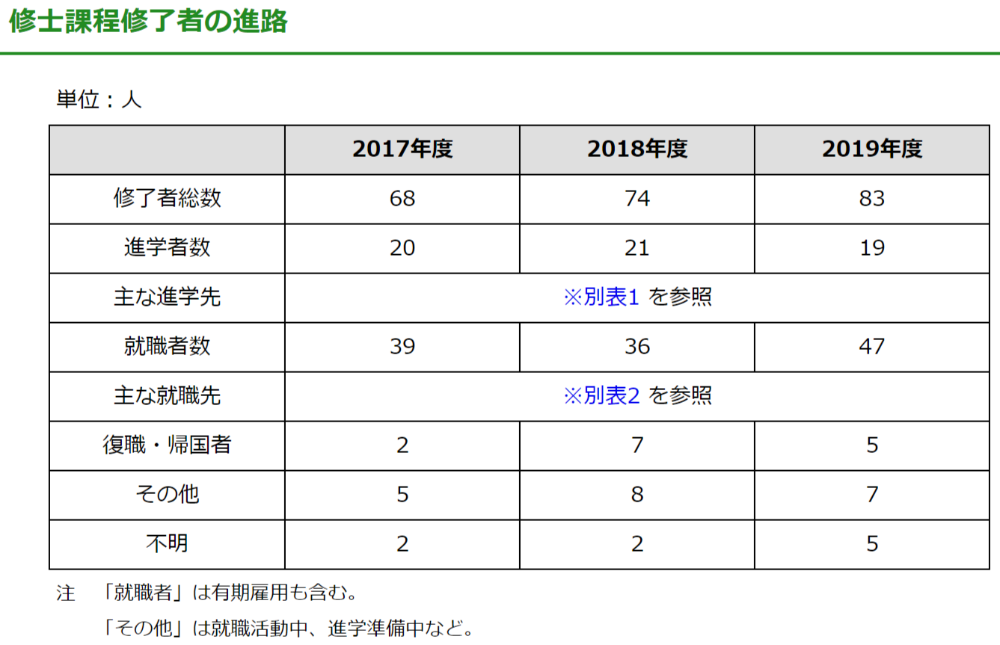 修士課程修了者の進路
単位：人
2017年度 2018年度 2019年度
修了者総数 68 74 83
進学者数 20 21 19
主な進学先 ※別表1 を参照
就職者数 39 36 47
主な就職先 ※別表2 を参照
復職・帰国者 2 7 5
その他 5 8 7
不明 2 2 5
注 「就職者」は有期雇用も含む。
「その他」は就職活動中、進学準備中など。